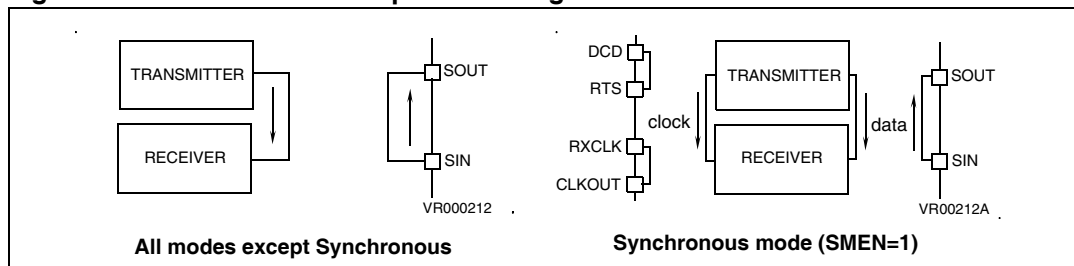 TRANSMITTER
RECEIVER
SOUT
SIN
VR000212
All modes except Synchronous
DCD
RTS
RXCLK
CLKOUT
clock
TRANSMITTER
RECEIVER
data
SOUT
SIN
VR00212A
Synchronous mode (SMEN=1)